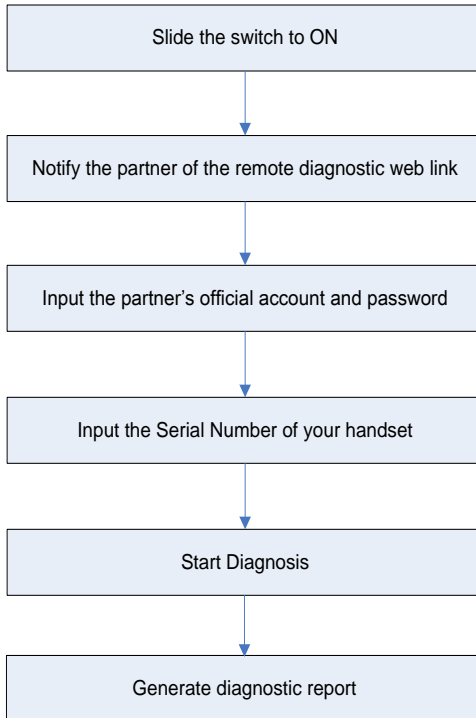 Slide the switch to ON
Notify the partner of the remote diagnostic web link
Input the partner’s official account and password
Input the Serial Number of your handset
Start Diagnosis
Generate diagnostic report